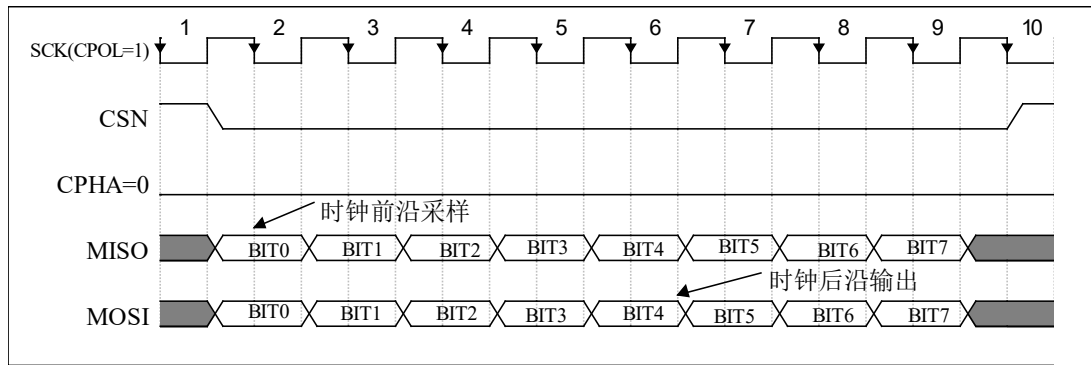 1 2 3 4 5 6 7 8 9 10
SCK(CPOL=1)
CSN
CPHA=0
时钟前沿采样
MISO BIT0 BIT1 BIT2 BIT3 BIT4 BIT5 BIT6 BIT7
时钟后沿输出
MOSI BIT0 BIT1 BIT2 BIT3 BIT4 BIT5 BIT6 BIT7